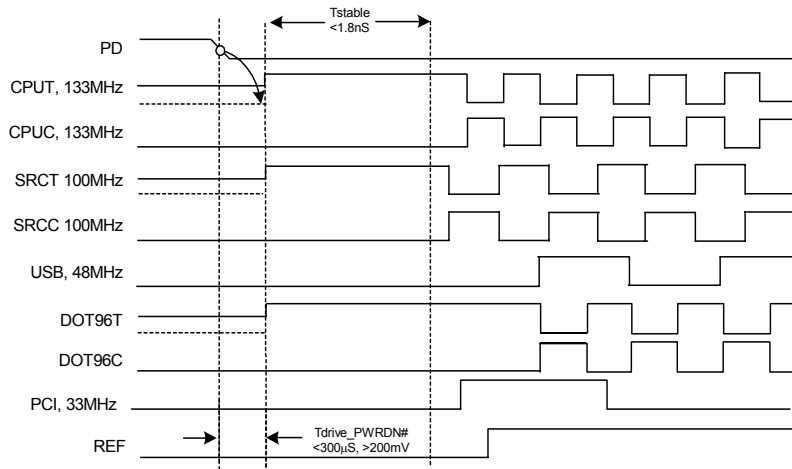 Tstable
<1.8nS
PD
CPUT, 133MHz
CPUC, 133MHz
SRCT 100MHz
SRCC 100MHz
USB, 48MHz
DOT96T
DOT96C
PCI, 33MHz
REF
Tdrive_PWRDN#
<300μS, >200mV